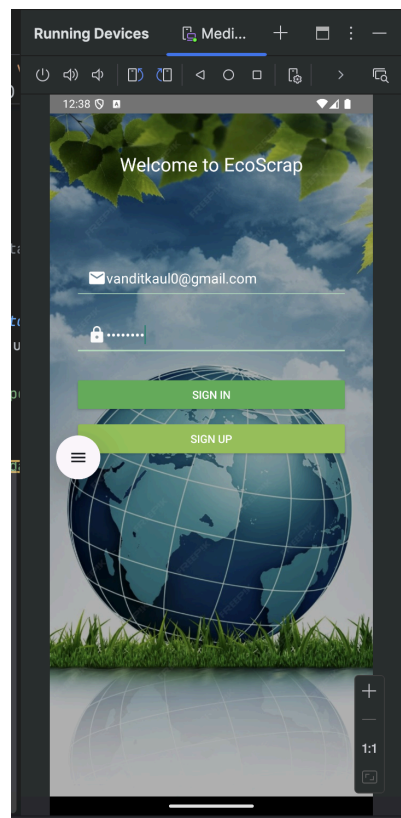 Running Devices
Medi...
12:38
Welcome to EcoScrap
vanditkaul0@gmail.com
••••••••
SIGN IN
SIGN UP
1:1